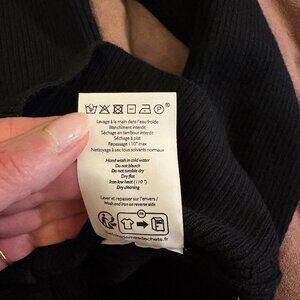 Lavage à la main dans l'eau froide
Blanchiment interdit
Séchage en tambour interdit
Séchage à plat
Repassage 110° max
Nettoyage à sec tous solvants normaux
Hand wash in cold water
Do not bleach
Do not tumble dry
Dry flat
Iron low heat (110°)
Dry cleaning
Laver et repasser sur l'envers /
Wash and iron on reverse side
FR